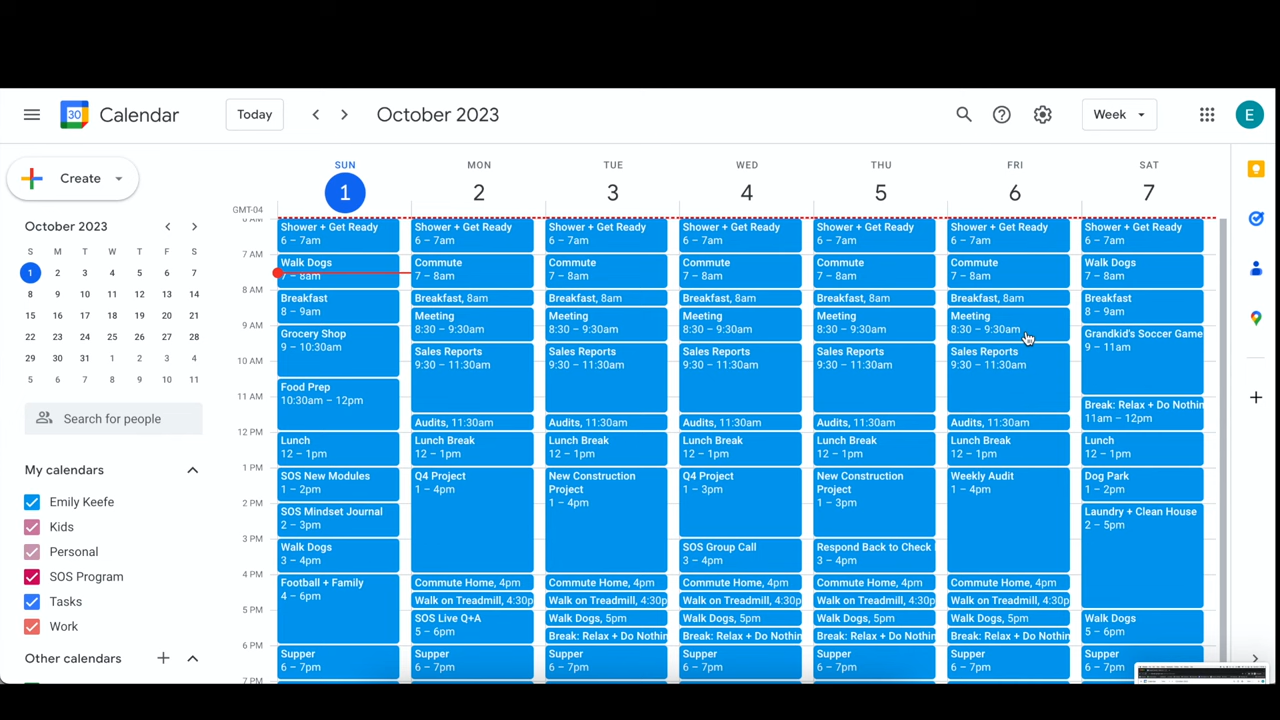 30 Calendar Today October 2023 Week E
Create
October 2023
S M T W T F S
1 2 3 4 5 6 7
8 9 10 11 12 13 14
15 16 17 18 19 20 21
22 23 24 25 26 27 28
29 30 31 1 2 3 4
5 6 7 8 9 10 11
Search for people
My calendars
Emily Keefe
Kids
Personal
SOS Program
Tasks
Work
Other calendars
GMT-04
7 AM
8 AM
9 AM
10 AM
11 AM
12 PM
1 PM
2 PM
3 PM
4 PM
5 PM
6 PM
7 PM
SUN
1
Shower + Get Ready
6 – 7am
Walk Dogs
7 – 8am
Breakfast
8 – 9am
Grocery Shop
9 – 10:30am
Food Prep
10:30am – 12pm
Lunch
12 – 1pm
SOS New Modules
1 – 2pm
SOS Mindset Journal
2 – 3pm
Walk Dogs
3 – 4pm
Football + Family
4 – 6pm
Supper
6 – 7pm
MON
2
Shower + Get Ready
6 – 7am
Commute
7 – 8am
Breakfast, 8am
Meeting
8:30 – 9:30am
Sales Reports
9:30 – 11:30am
Audits, 11:30am
Lunch Break
12 – 1pm
Q4 Project
1 – 4pm
Commute Home, 4pm
Walk on Treadmill, 4:30p
SOS Live Q+A
5 – 6pm
Supper
6 – 7pm
TUE
3
Shower + Get Ready
6 – 7am
Commute
7 – 8am
Breakfast, 8am
Meeting
8:30 – 9:30am
Sales Reports
9:30 – 11:30am
Audits, 11:30am
Lunch Break
12 – 1pm
New Construction
Project
1 – 4pm
Commute Home, 4pm
Walk on Treadmill, 4:30p
Walk Dogs, 5pm
Break: Relax + Do Nothin
Supper
6 – 7pm
WED
4
Shower + Get Ready
6 – 7am
Commute
7 – 8am
Breakfast, 8am
Meeting
8:30 – 9:30am
Sales Reports
9:30 – 11:30am
Audits, 11:30am
Lunch Break
12 – 1pm
Q4 Project
1 – 3pm
SOS Group Call
3 – 4pm
Commute Home, 4pm
Walk on Treadmill, 4:30p
Walk Dogs, 5pm
Break: Relax + Do Nothin
Supper
6 – 7pm
THU
5
Shower + Get Ready
6 – 7am
Commute
7 – 8am
Breakfast, 8am
Meeting
8:30 – 9:30am
Sales Reports
9:30 – 11:30am
Audits, 11:30am
Lunch Break
12 – 1pm
New Construction
Project
1 – 3pm
Respond Back to Check
3 – 4pm
Commute Home, 4pm
Walk on Treadmill, 4:30p
Walk Dogs, 5pm
Break: Relax + Do Nothin
Supper
6 – 7pm
FRI
6
Shower + Get Ready
6 – 7am
Commute
7 – 8am
Breakfast, 8am
Meeting
8:30 – 9:30am
Sales Reports
9:30 – 11:30am
Audits, 11:30am
Lunch Break
12 – 1pm
Weekly Audit
1 – 4pm
Commute Home, 4pm
Walk on Treadmill, 4:30p
Walk Dogs, 5pm
Break: Relax + Do Nothin
Supper
6 – 7pm
SAT
7
Shower + Get Ready
6 – 7am
Walk Dogs
7 – 8am
Breakfast
8 – 9am
Grandkid's Soccer Game
9 – 11am
Break: Relax + Do Nothin
11am – 12pm
Lunch
12 – 1pm
Dog Park
1 – 2pm
Laundry + Clean House
2 – 5pm
Walk Dogs
5 – 6pm
Supper
6 – 7pm